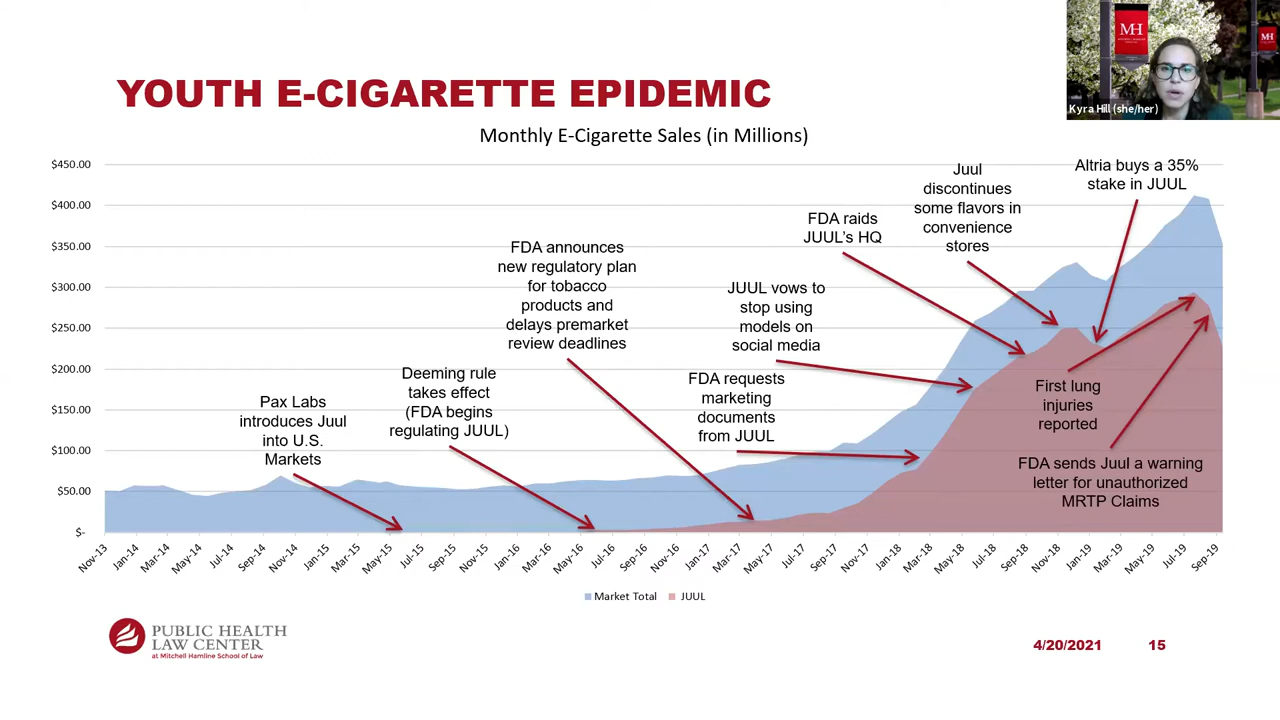 MH
MH
Kyra Hill (she/her)
YOUTH E-CIGARETTE EPIDEMIC
Monthly E-Cigarette Sales (in Millions)
$450.00
$400.00
$350.00
$300.00
$250.00
$200.00
$150.00
$100.00
$50.00
$-
Pax Labs
introduces Juul
into U.S.
Markets
Deeming rule
takes effect
(FDA begins
regulating JUUL)
FDA announces
new regulatory plan
for tobacco
products and
delays premarket
review deadlines
FDA requests
marketing
documents
from JUUL
JUUL vows to
stop using
models on
social media
FDA raids
JUUL's HQ
Juul
discontinues
some flavors in
convenience
stores
Altria buys a 35%
stake in JUUL
First lung
injuries
reported
FDA sends Juul a warning
letter for unauthorized
MRTP Claims
Nov-13
Jan-14
Mar-14
May-14
Jul-14
Sep-14
Nov-14
Jan-15
Mar-15
May-15
Jul-15
Sep-15
Nov-15
Jan-16
Mar-16
May-16
Jul-16
Sep-16
Nov-16
Jan-17
Mar-17
May-17
Jul-17
Sep-17
Nov-17
Jan-18
Mar-18
May-18
Jul-18
Sep-18
Nov-18
Jan-19
Mar-19
May-19
Jul-19
Sep-19
Market Total
JUUL
PUBLIC HEALTH
LAW CENTER
at Mitchell Hamline School of Law
4/20/2021
15